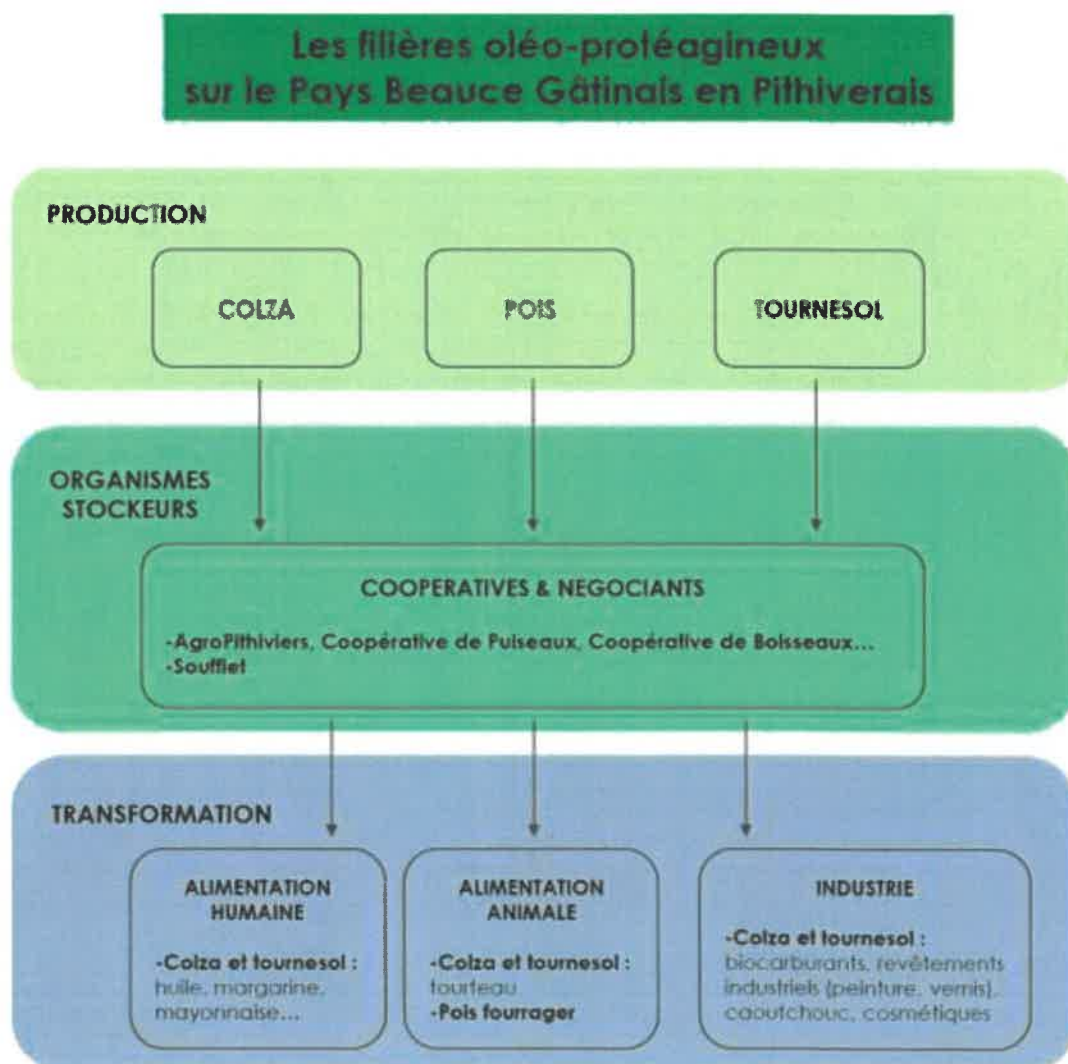 Les filières oléo-protéagineux
sur le Pays Beauce Gâtinais en Pithiverais
PRODUCTION
COLZA
POIS
TOURNESOL
ORGANISMES
STOCKEURS
COOPERATIVES & NEGOCIANTS
-AgroPithiviers, Coopérative de Puiseaux, Coopérative de Boisseaux...
-Soufflet
TRANSFORMATION
ALIMENTATION
HUMAINE
-Colza et tournesol :
huile, margarine,
mayonnaise...
ALIMENTATION
ANIMALE
-Colza et tournesol :
tourteau
-Pois fourrager
INDUSTRIE
-Colza et tournesol :
biocarburants, revêtements
industriels (peinture, vernis),
caoutchouc, cosmétiques